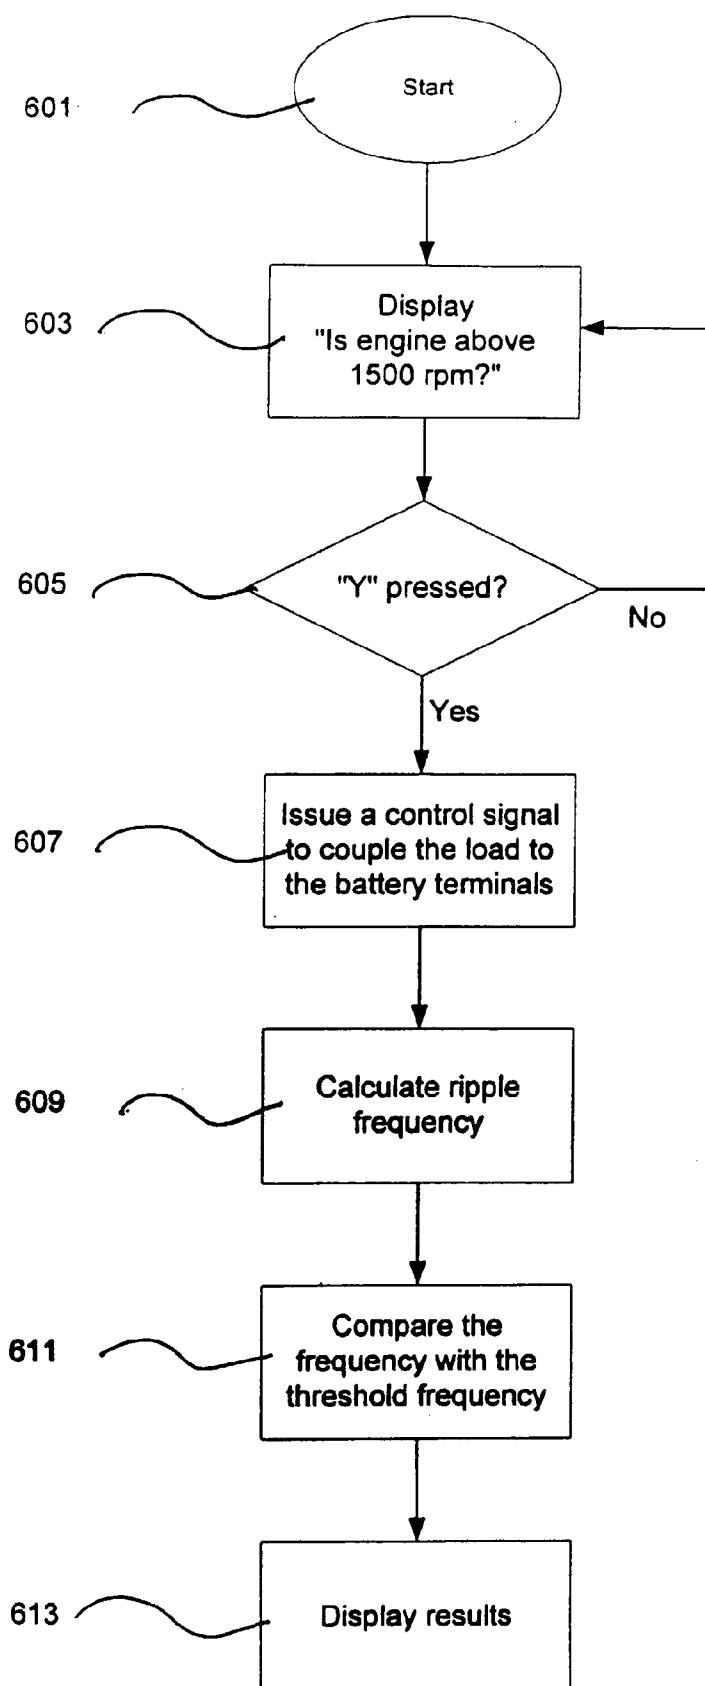 601
Start
603
Display
"Is engine above
1500 rpm?"
605
"Y" pressed?
No
Yes
607
Issue a control signal
to couple the load to
the battery terminals
609
Calculate ripple
frequency
611
Compare the
frequency with the
threshold frequency
613
Display results